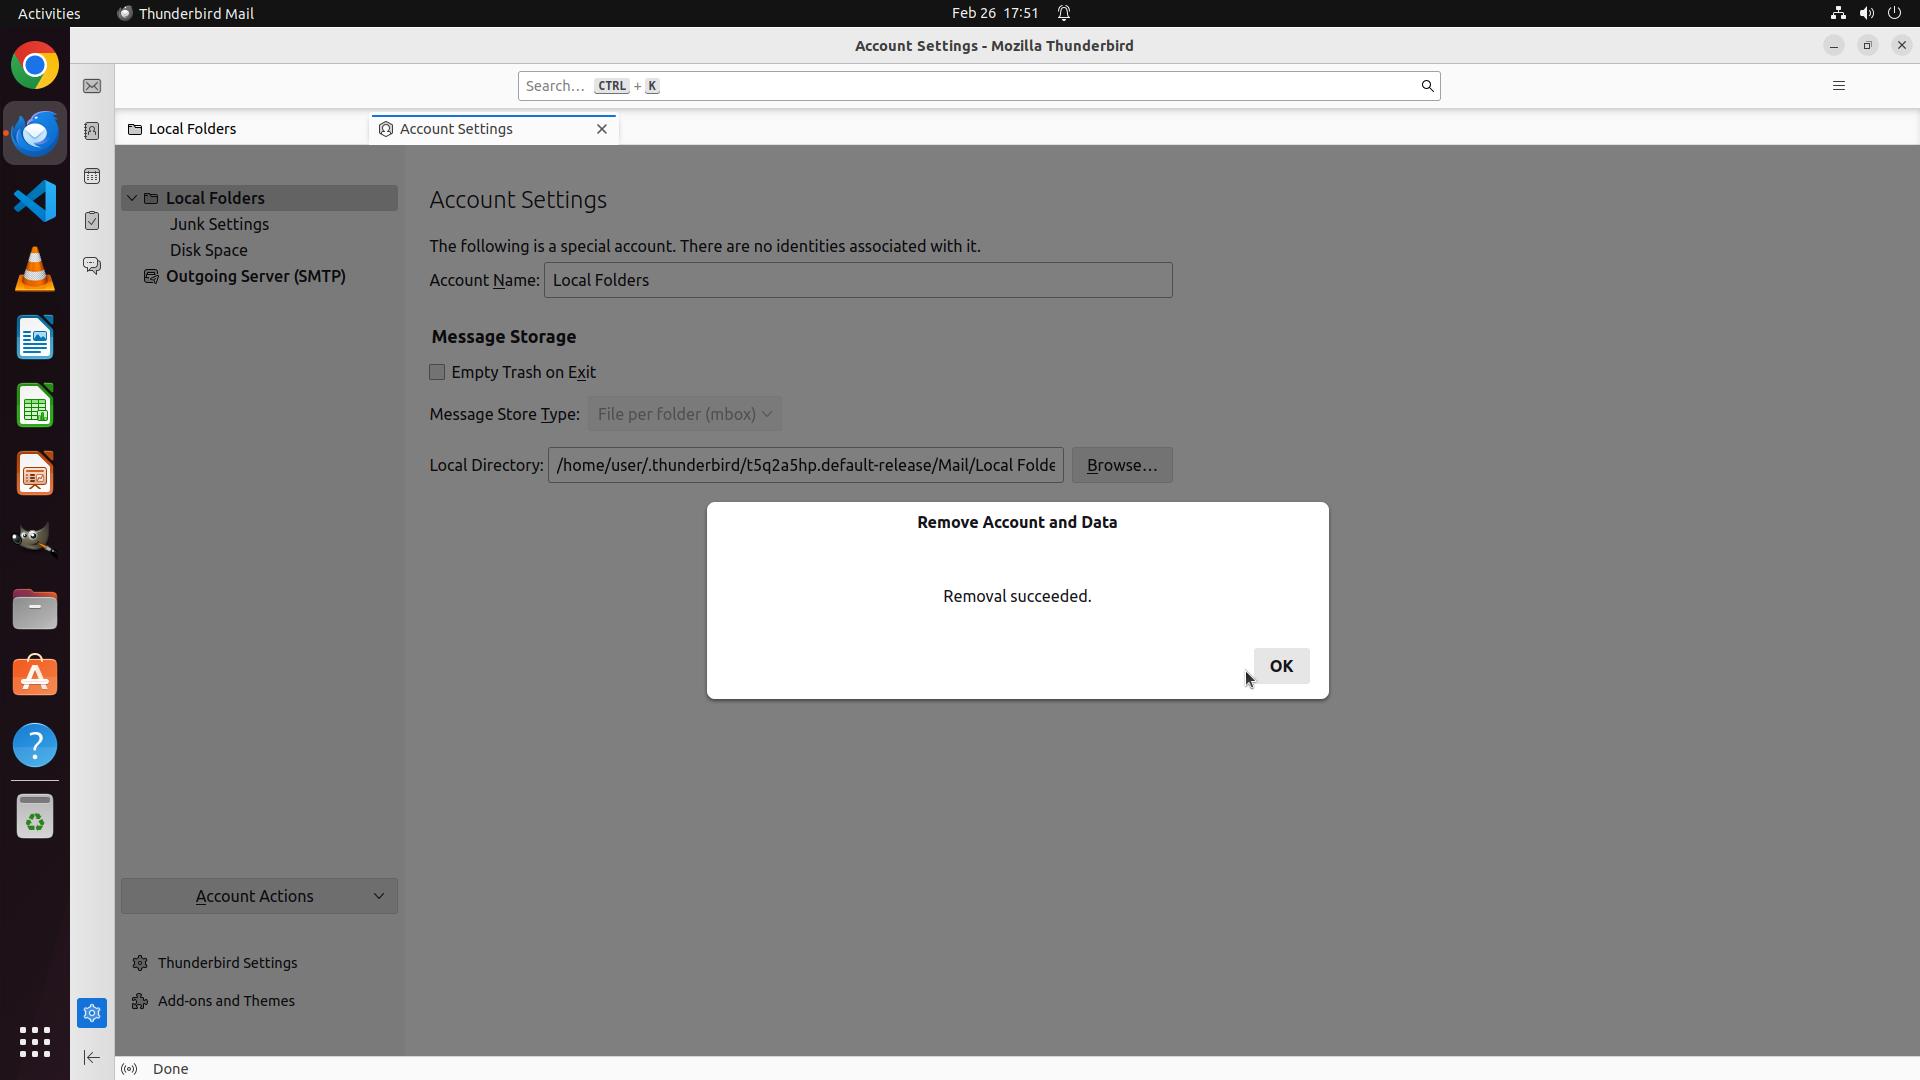 Activities
Thunderbird Mail
Feb 26 17:51
Account Settings - Mozilla Thunderbird
Search… CTRL + K
Local Folders
Account Settings
Local Folders
Junk Settings
Disk Space
Outgoing Server (SMTP)
Account Settings
The following is a special account. There are no identities associated with it.
Account Name: Local Folders
Message Storage
Empty Trash on Exit
Message Store Type: File per folder (mbox)
Local Directory: /home/user/.thunderbird/t5q2a5hp.default-release/Mail/Local Folde
Browse…
Remove Account and Data
Removal succeeded.
OK
Account Actions
Thunderbird Settings
Add-ons and Themes
Done